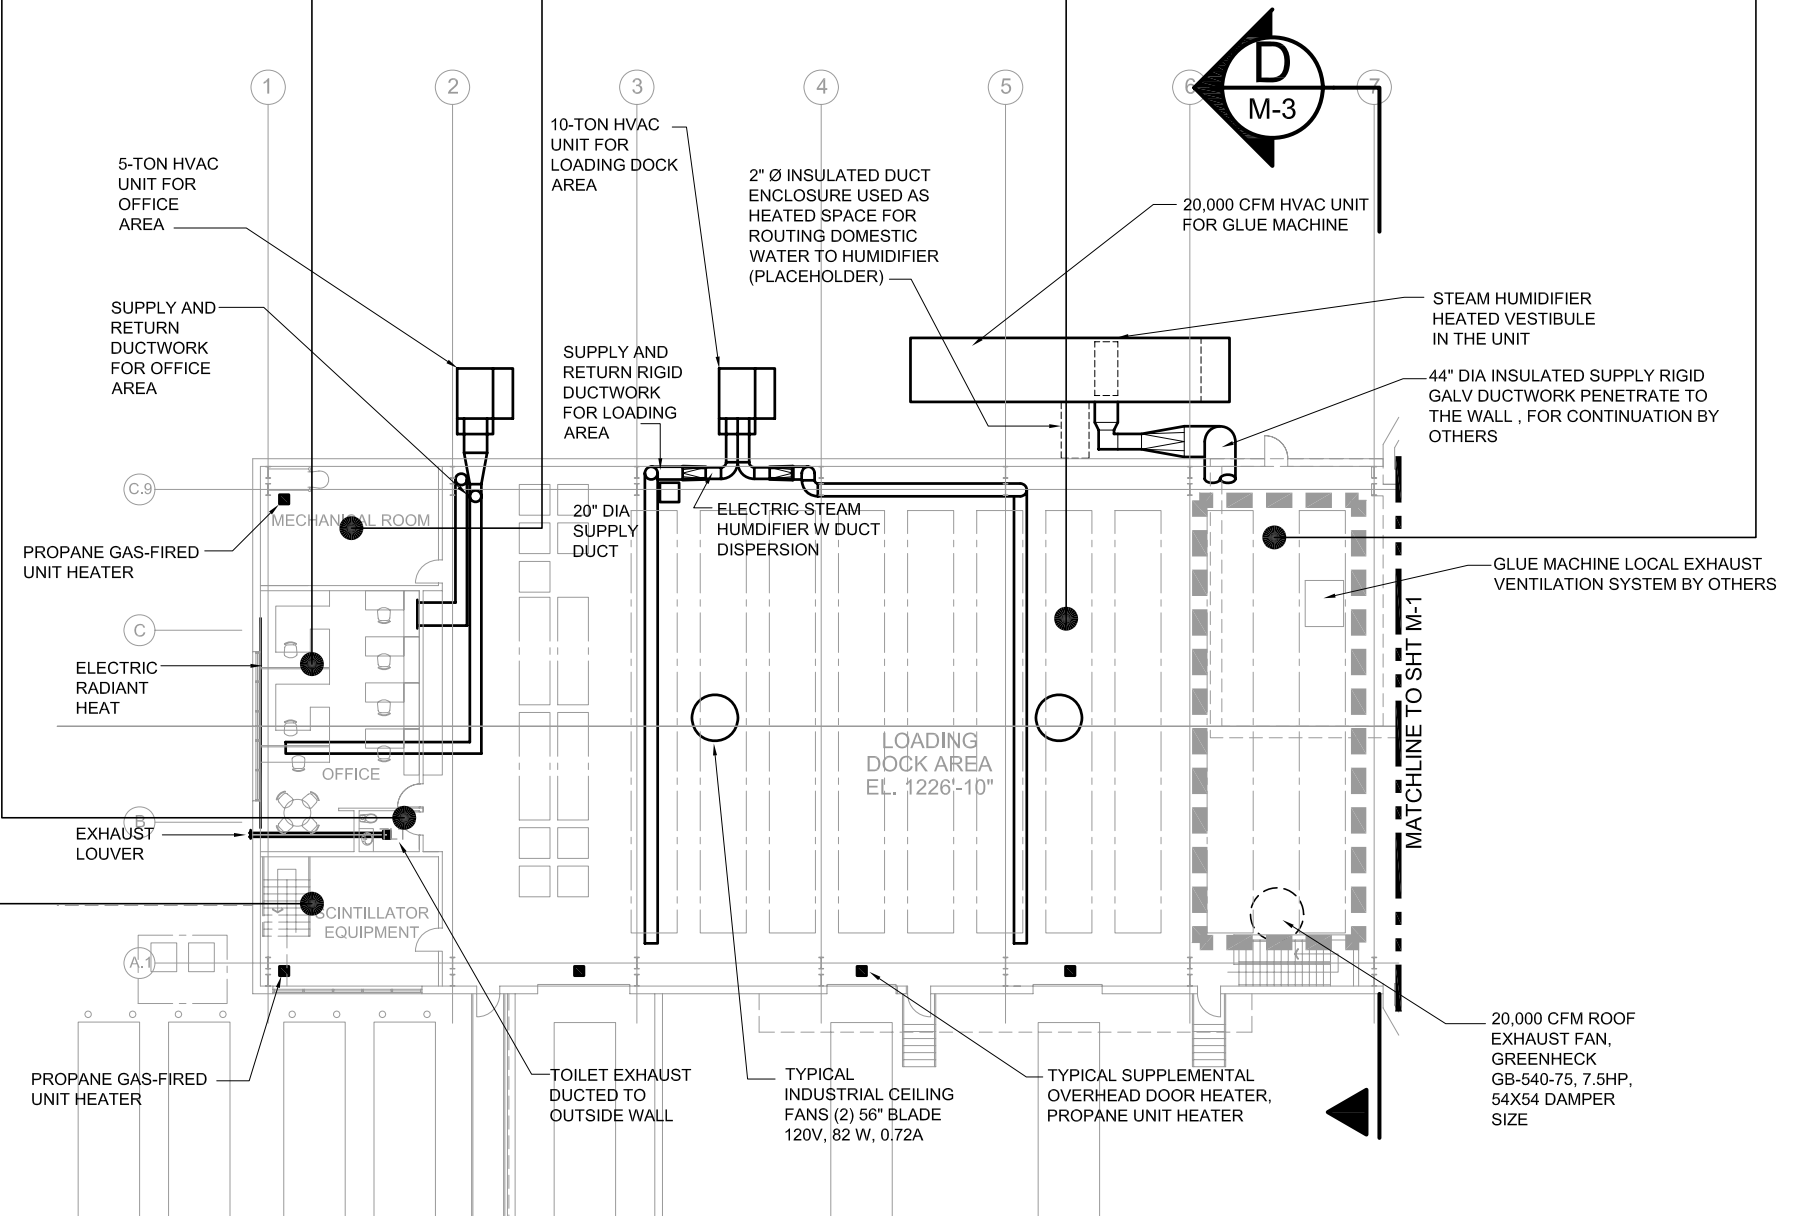 1
2
3
4
5
6
7
D
M-3
10-TON HVAC
UNIT FOR
LOADING DOCK
AREA
5-TON HVAC
UNIT FOR
OFFICE
AREA
2" Ø INSULATED DUCT
ENCLOSURE USED AS
HEATED SPACE FOR
ROUTING DOMESTIC
WATER TO HUMIDIFIER
(PLACEHOLDER)
20,000 CFM HVAC UNIT
FOR GLUE MACHINE
SUPPLY AND
RETURN
DUCTWORK
FOR OFFICE
AREA
STEAM HUMIDIFIER
HEATED VESTIBULE
IN THE UNIT
SUPPLY AND
RETURN RIGID
DUCTWORK
FOR LOADING
AREA
44" DIA INSULATED SUPPLY RIGID
GALV DUCTWORK PENETRATE TO
THE WALL , FOR CONTINUATION BY
OTHERS
C.9
MECHANICAL ROOM
20" DIA
SUPPLY
DUCT
ELECTRIC STEAM
HUMDIFIER W DUCT
DISPERSION
PROPANE GAS-FIRED
UNIT HEATER
GLUE MACHINE LOCAL EXHAUST
VENTILATION SYSTEM BY OTHERS
C
ELECTRIC
RADIANT
HEAT
MATCHLINE TO SHT M-1
LOADING
DOCK AREA
EL. 1226'-10"
OFFICE
B
EXHAUST
LOUVER
SCINTILLATOR
EQUIPMENT
A.1
PROPANE GAS-FIRED
UNIT HEATER
TOILET EXHAUST
DUCTED TO
OUTSIDE WALL
TYPICAL
INDUSTRIAL CEILING
FANS (2) 56" BLADE
120V, 82 W, 0.72A
TYPICAL SUPPLEMENTAL
OVERHEAD DOOR HEATER,
PROPANE UNIT HEATER
20,000 CFM ROOF
EXHAUST FAN,
GREENHECK
GB-540-75, 7.5HP,
54X54 DAMPER
SIZE